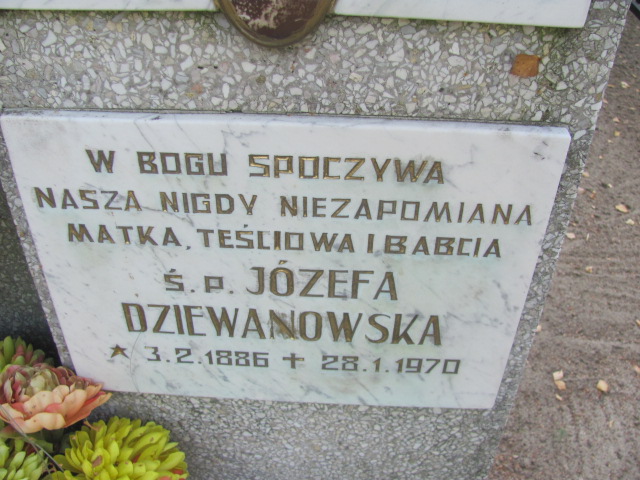 W BOGU SPOCZYWA
NASZA NIGDY NIEZAPOMIANA
MATKA, TEŚCIOWA I BABCIA
Ś.P. JÓZEFA
DZIEWANOWSKA
★ 3.2.1886 ✝ 28.1.1970